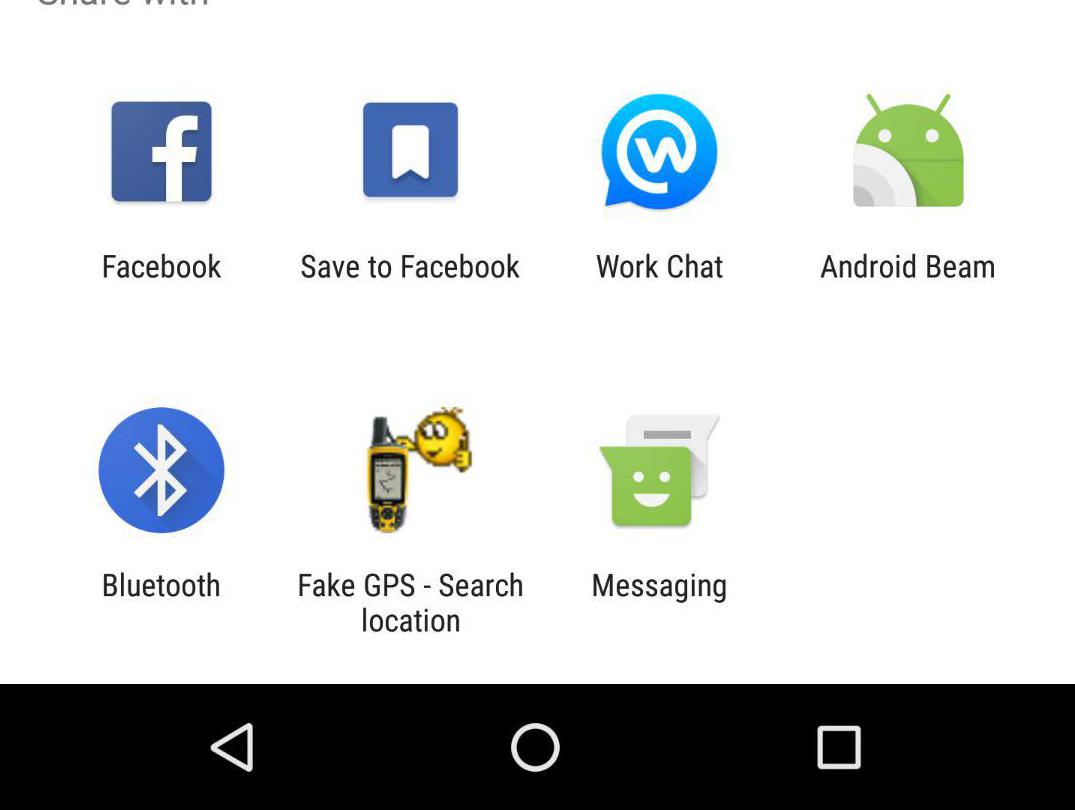 Share with
Facebook
Save to Facebook
Work Chat
Android Beam
Bluetooth
Fake GPS - Search
location
Messaging